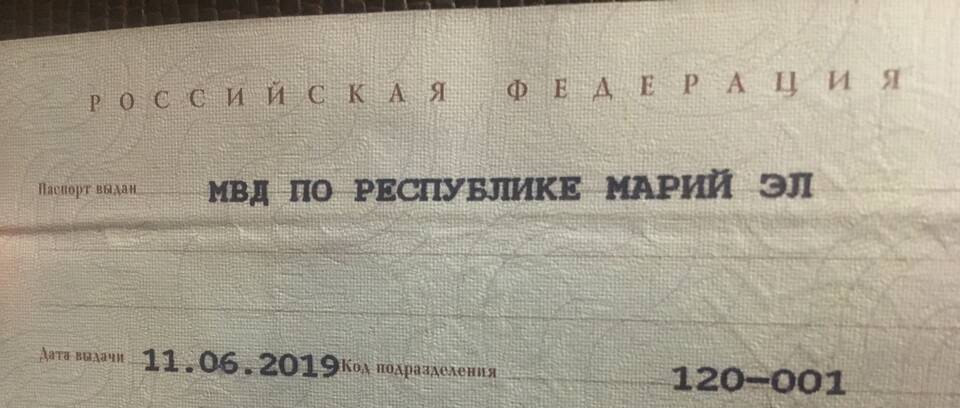 РОССИЙСКАЯ ФЕДЕРАЦИЯ
Паспорт выдан МВД ПО РЕСПУБЛИКЕ МАРИЙ ЭЛ
Дата выдачи 11.06.2019 Код подразделения 120-001